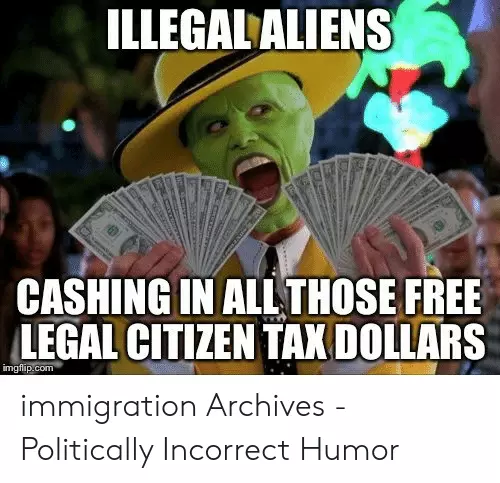 ILLEGAL ALIENS
CASHING IN ALL THOSE FREE
LEGAL CITIZEN TAX DOLLARS
imgflip.com
immigration Archives -
Politically Incorrect Humor